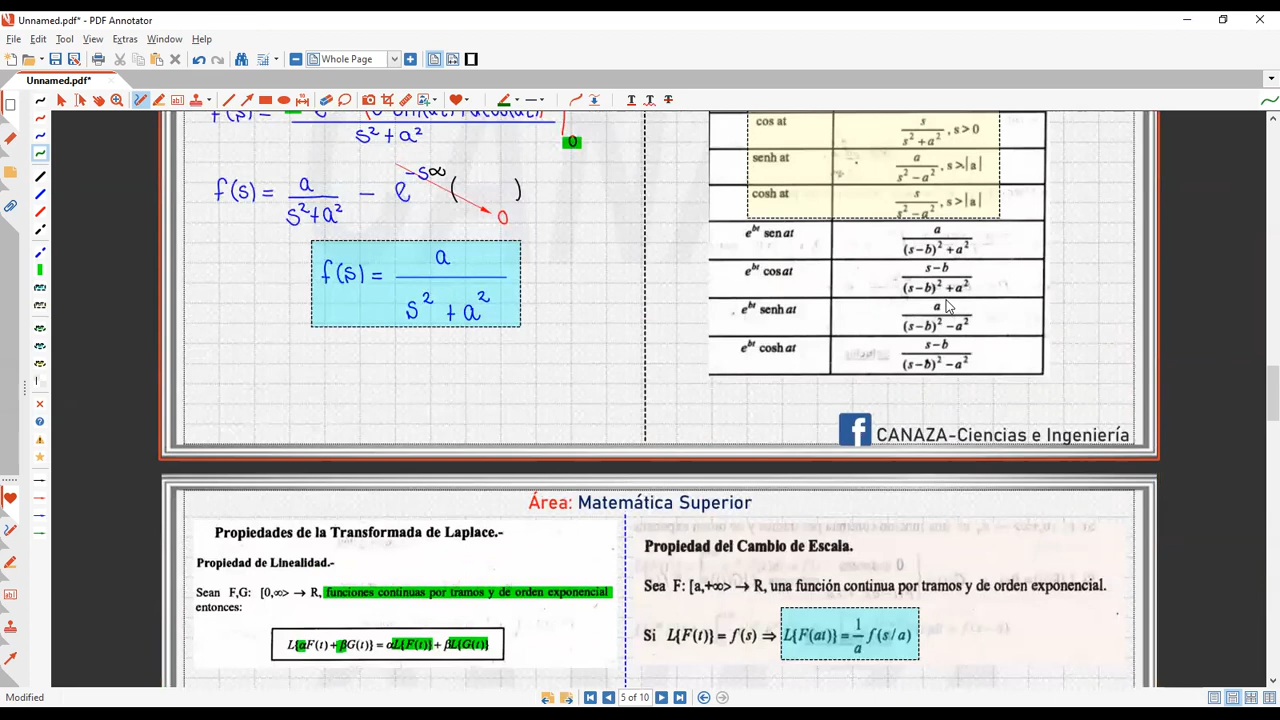 Unnamed.pdf* - PDF Annotator
File Edit Tool View Extras Window Help
Whole Page
Unnamed.pdf*
s²+a²
0
f(s) = a/(s²+a²) - e^(-s∞) ( )
0
f(s) = a/(s²+a²)
cos at s/(s²+a²), s>0
senh at a/(s²-a²), s>|a|
cosh at s/(s²-a²), s>|a|
e^(bt) sen at a/((s-b)²+a²)
e^(bt) cos at (s-b)/((s-b)²+a²)
e^(bt) senh at a/((s-b)²-a²)
e^(bt) cosh at (s-b)/((s-b)²-a²)
CANAZA-Ciencias e Ingeniería
Área: Matemática Superior
Propiedades de la Transformada de Laplace.-
Propiedad de Linealidad.-
Sean F,G: [0,∞> → R, funciones continuas por tramos y de orden exponencial
entonces:
L{αF(t)+βG(t)} = αL{F(t)} + βL{G(t)}
Propiedad del Cambio de Escala.
Sea F: [a,+∞> → R, una función continua por tramos y de orden exponencial.
Si L{F(t)} = f(s) ⇒ L{F(at)} = 1/a f(s/a)
Modified
5 of 10